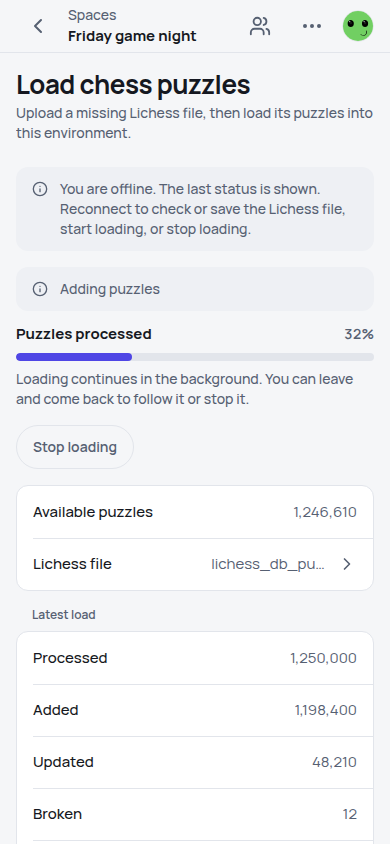 Spaces
Friday game night
Load chess puzzles
Upload a missing Lichess file, then load its puzzles into
this environment.
You are offline. The last status is shown.
Reconnect to check or save the Lichess file,
start loading, or stop loading.
Adding puzzles
Puzzles processed 32%
Loading continues in the background. You can leave
and come back to follow it or stop it.
Stop loading
Available puzzles 1,246,610
Lichess file lichess_db_pu...
Latest load
Processed 1,250,000
Added 1,198,400
Updated 48,210
Broken 12